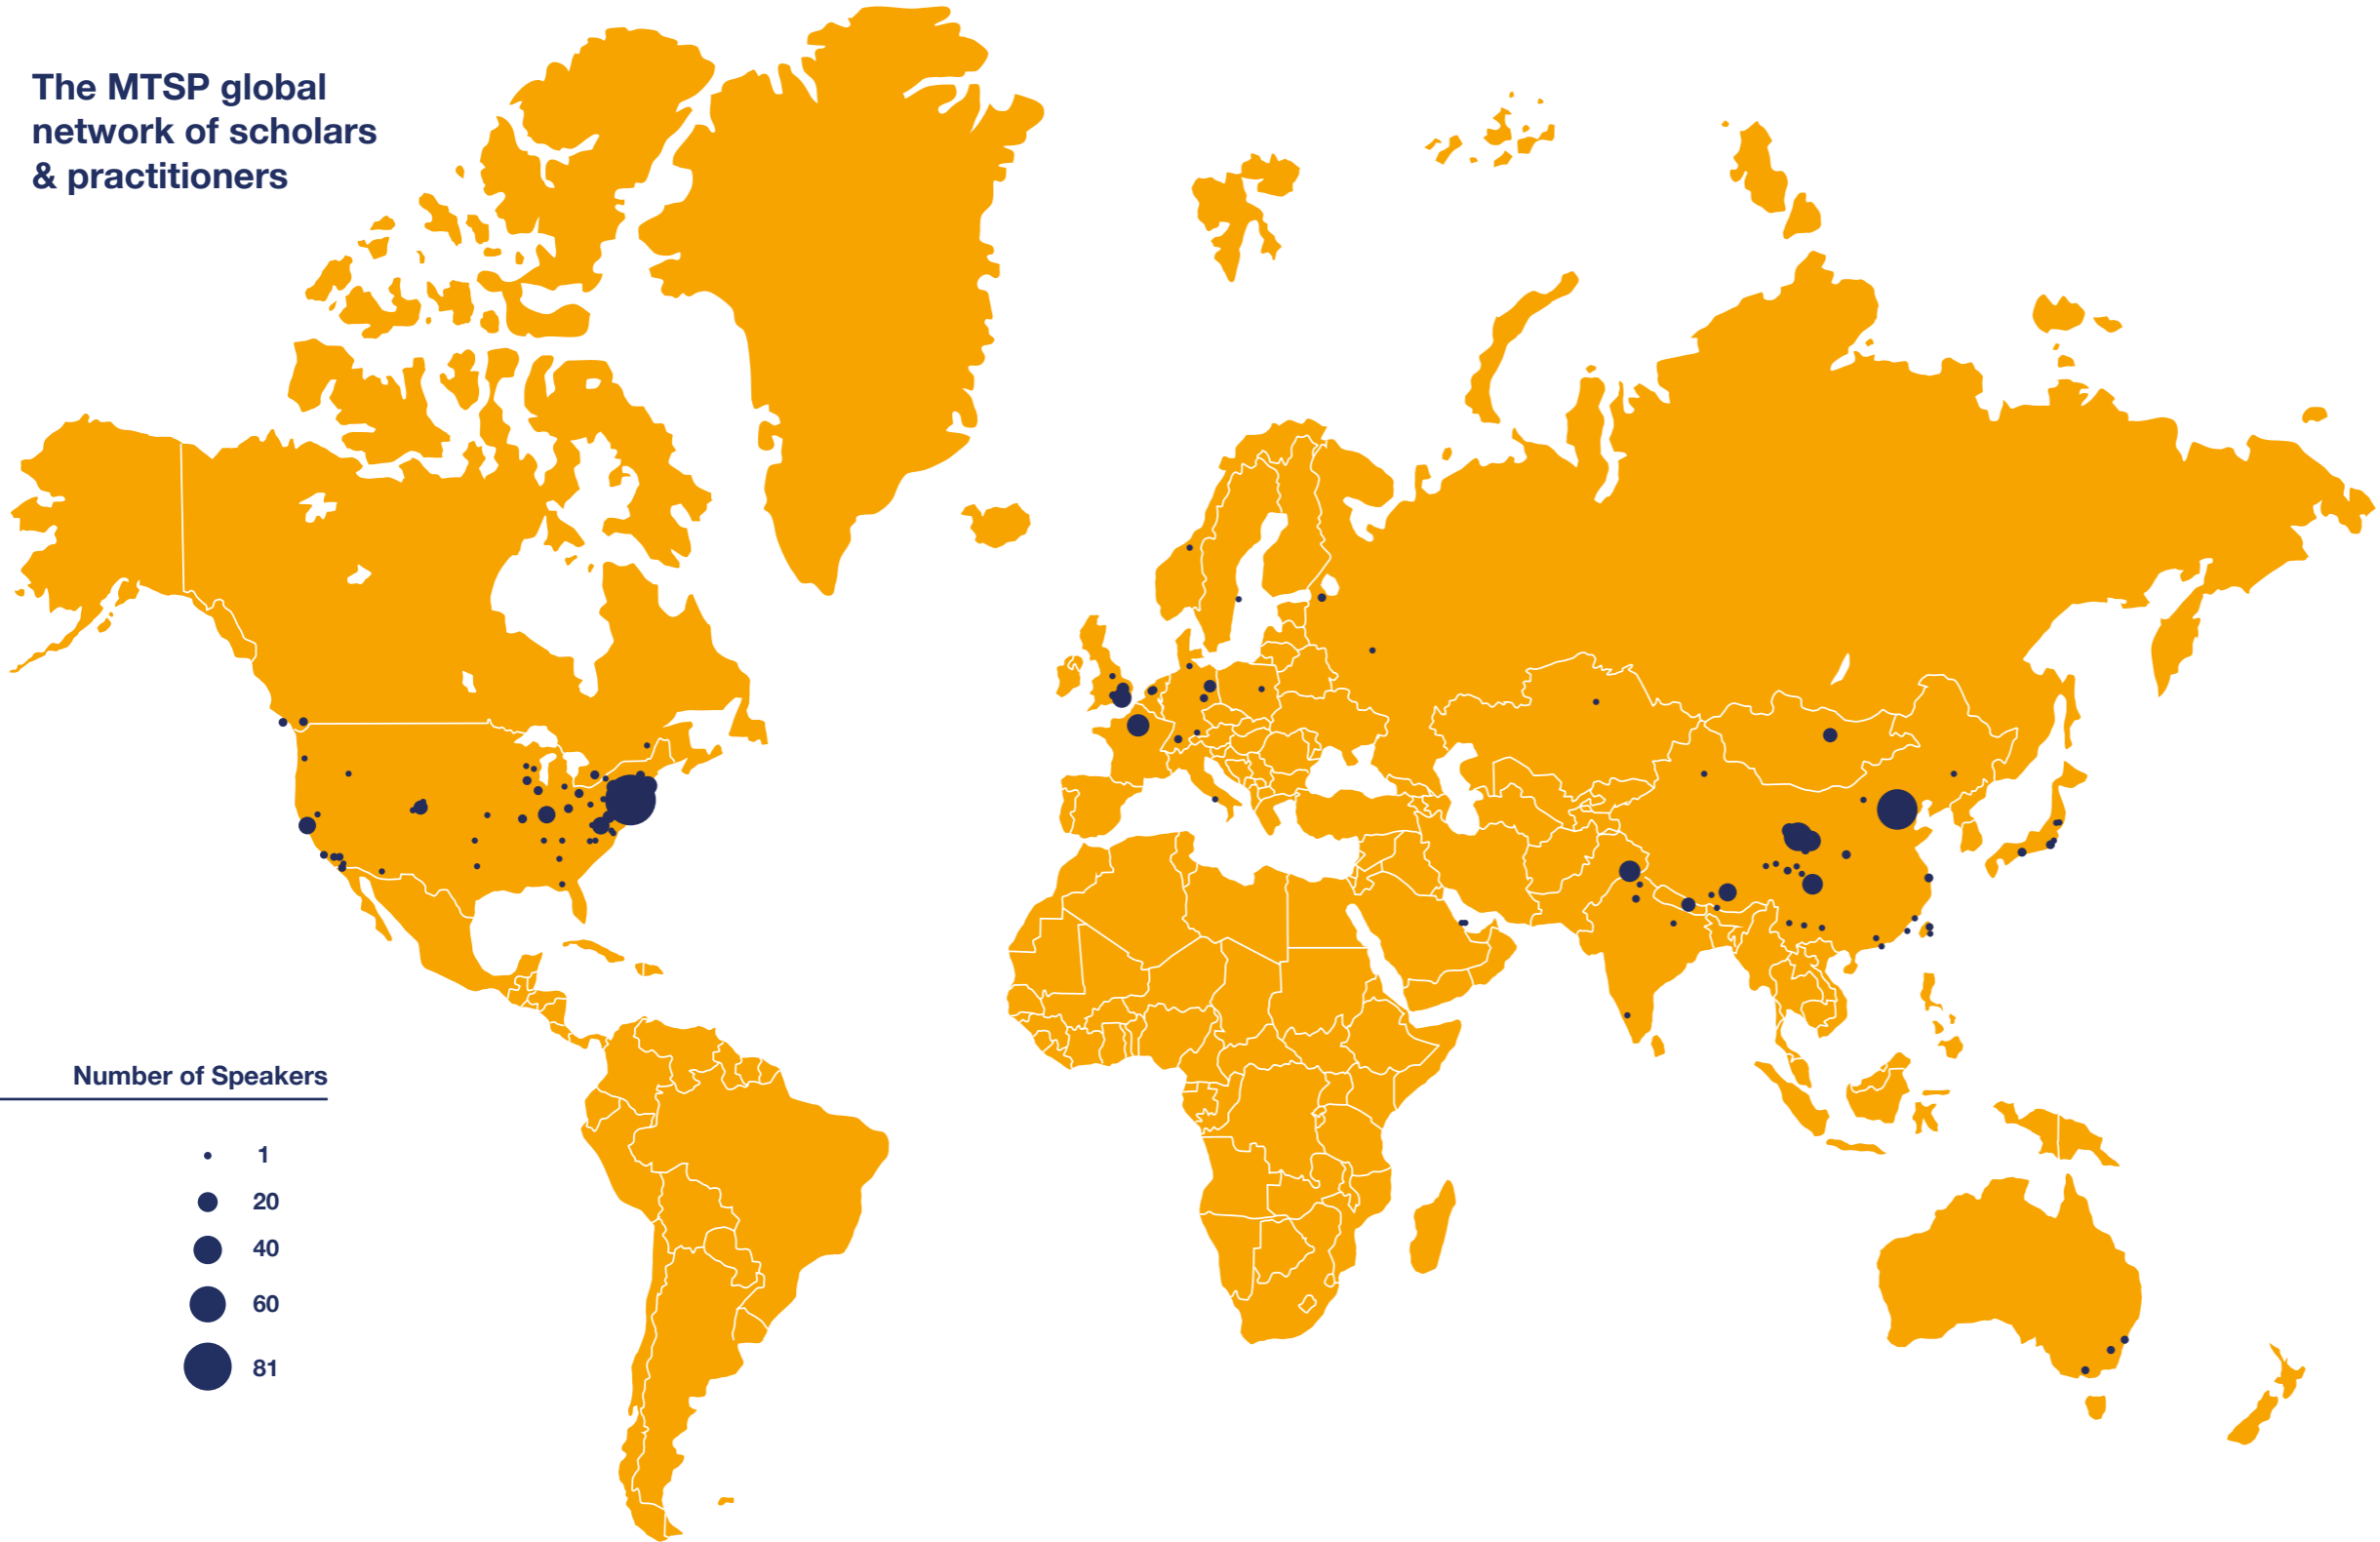 The MTSP global
network of scholars
& practitioners
Number of Speakers
1
20
40
60
81